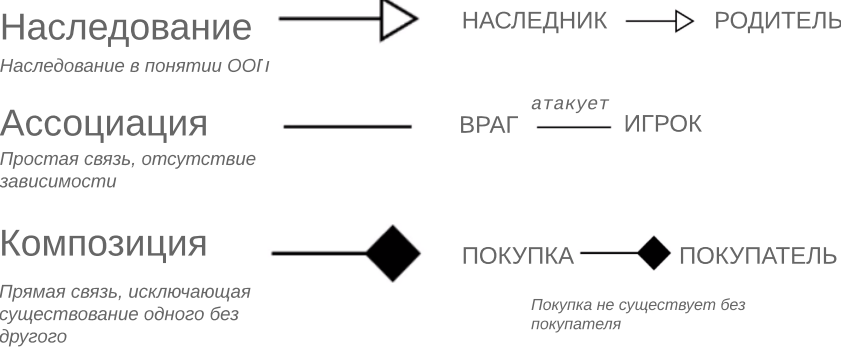 Наследование
НАСЛЕДНИК
РОДИТЕЛЬ
Наследование в понятии ООП
Ассоциация
атакует
ВРАГ
ИГРОК
Простая связь, отсутствие
зависимости
Композиция
ПОКУПКА
ПОКУПАТЕЛЬ
Прямая связь, исключающая
существование одного без
другого
Покупка не существует без
покупателя